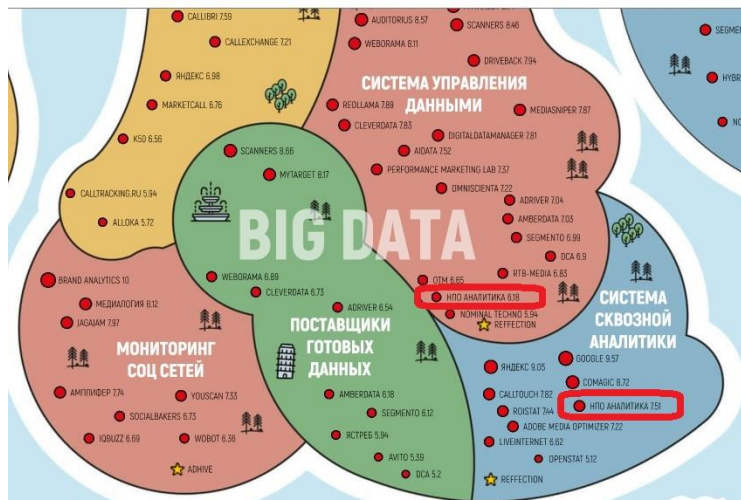 CALLIBRI 7.59
CALLEXCHANGE 7.21
ЯНДЕКС 6.98
MARKETCALL 6.76
K50 6.56
CALLTRACKING.RU 5.94
ALLOKA 5.72
AUDITORIUS 8.57
SCANNERS 8.46
WEBORAMA 8.11
DRIVEBACK 7.94
СИСТЕМА УПРАВЛЕНИЯ
ДАННЫМИ
REOLLAMA 7.89
MEDIASNIPER 7.87
CLEVERDATA 7.83
DIGITALDATAMANAGER 7.81
AIDATA 7.52
PERFORMANCE MARKETING LAB 7.37
OMNISCIENTA 7.22
ADRIVER 7.04
AMBERDATA 7.03
SEGMENTO 6.99
DCA 6.9
RTB-MEDIA 6.83
OTM 6.65
НПО АНАЛИТИКА 6.18
NOMINAL TECHNO 5.94
REFFECTION
BIG DATA
SCANNERS 8.66
MYTARGET 8.17
WEBORAMA 6.89
CLEVERDATA 6.73
ADRIVER 6.54
ПОСТАВЩИКИ
ГОТОВЫХ
ДАННЫХ
AMBERDATA 6.18
SEGMENTO 6.12
ЯСТРЕБ 5.94
AVITO 5.39
DCA 5.2
BRAND ANALYTICS 10
МЕДИАЛОГИЯ 8.12
JAGAJAM 7.97
МОНИТОРИНГ
СОЦ СЕТЕЙ
АМПЛИФЕР 7.74
YOUSCAN 7.33
SOCIALBAKERS 6.73
IQBUZZ 6.69
WOBOT 6.36
ADHIVE
СИСТЕМА
СКВОЗНОЙ
АНАЛИТИКИ
GOOGLE 9.57
ЯНДЕКС 9.05
COMAGIC 8.72
CALLTOUCH 7.82
НПО АНАЛИТИКА 7.51
ROISTAT 7.44
ADOBE MEDIA OPTIMIZER 7.22
LIVEINTERNET 6.62
OPENSTAT 5.12
REFFECTION